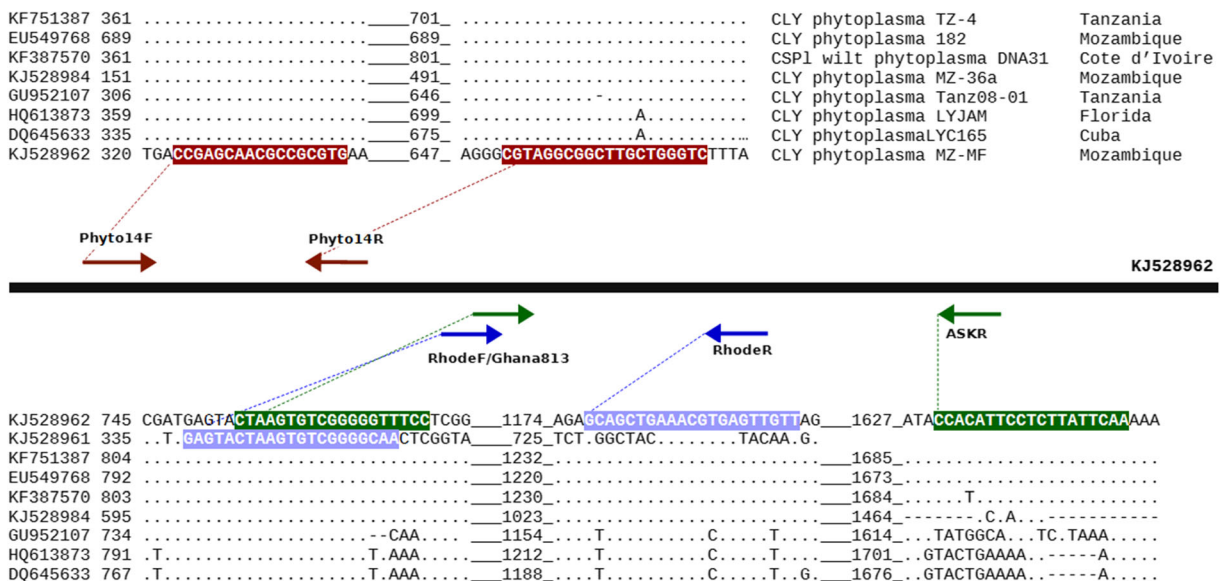 KF751387 361 ......................____701_ ............................. CLY phytoplasma TZ-4 Tanzania
EU549768 689 ......................____689_ ............................. CLY phytoplasma 182 Mozambique
KF387570 361 ......................____801_ ............................. CSPl wilt phytoplasma DNA31 Cote d'Ivoire
KJ528984 151 ......................____491_ ............................. CLY phytoplasma MZ-36a Mozambique
GU952107 306 ......................____646_ .............-............... CLY phytoplasma Tanz08-01 Tanzania
HQ613873 359 ......................____699_ .................A........... CLY phytoplasma LYJAM Florida
DQ645633 335 ......................____675_ .................A..........… CLY phytoplasmaLYC165 Cuba
KJ528962 320 TGACCGAGCAACGCCGCGTGAA____647_ AGGGCGTAGGCGGCTTGCTGGGTCTTTA CLY phytoplasma MZ-MF Mozambique
Phyto14F Phyto14R
KJ528962
RhodeF/Ghana813 RhodeR ASKR
KJ528962 745 CGATGAGTACTAAGTGTCGGGGGTTTCCTCGG___1174_AGAGCAGCTGAAACGTGAGTTGTTAG___1627_ATACCACATTCCTCTTATTCAAAAA
KJ528961 335 ..T.GAGTACTAAGTGTCGGGGCAACTCGGTA____725_TCT.GGCTAC........TACAA.G.
KF751387 804 ................................___1232_..........................___1685_.........................
EU549768 792 ................................___1220_..........................___1673_.........................
KF387570 803 ................................___1230_..........................___1684_......T..................
KJ528984 595 ................................___1023_..........................___1464_--------.C.A...-----------
GU952107 734 ......................--CAA.....___1154_....T..........C.....T....___1614_...TATGGCA...TC.TAAA.....
HQ613873 791 .T....................T.AAA.....___1212_....T..........C.....T....___1701_..GTACTGAAAA..-----A......
DQ645633 767 .T....................T.AAA.....___1188_....T..........C.....T..G.___1676_..GTACTGAAAA..-----A......